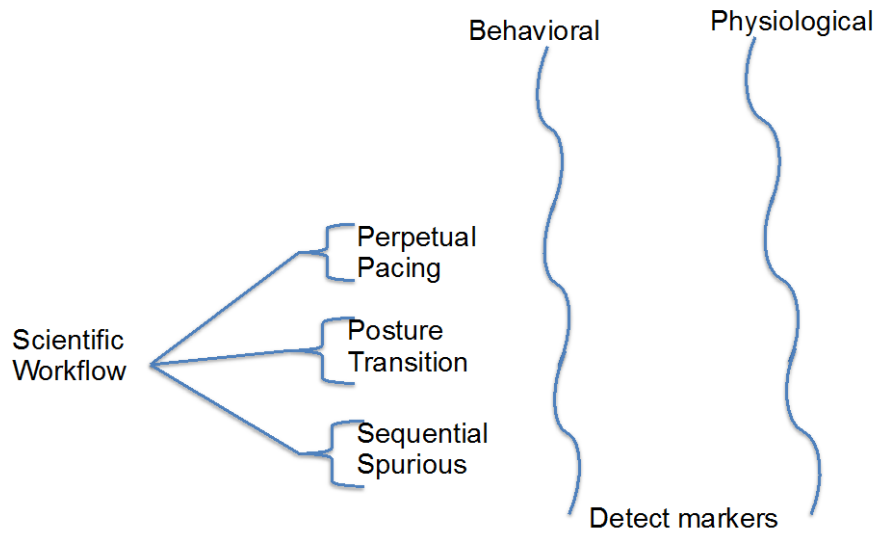 Behavioral
Physiological
Perpetual
Pacing
Scientific
Workflow
Posture
Transition
Sequential
Spurious
Detect markers